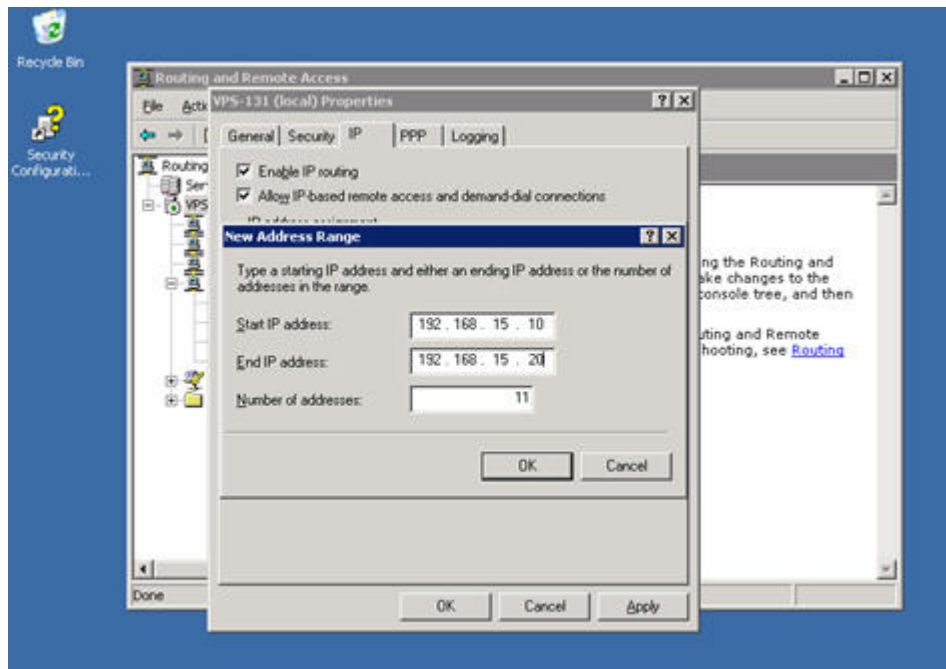 Recycle Bin
Security
Configurati...
Routing and Remote Access
File Acti
VPS-131 (local) Properties
General Security IP PPP Logging
Enable IP routing
Allow IP-based remote access and demand-dial connections
Routing
Ser
VPS
New Address Range
Type a starting IP address and either an ending IP address or the number of
addresses in the range.
Start IP address: 192 . 168 . 15 . 10
End IP address: 192 . 168 . 15 . 20
Number of addresses: 11
OK Cancel
ng the Routing and
ake changes to the
console tree, and then
uting and Remote
hooting, see Routing
Done
OK Cancel Apply